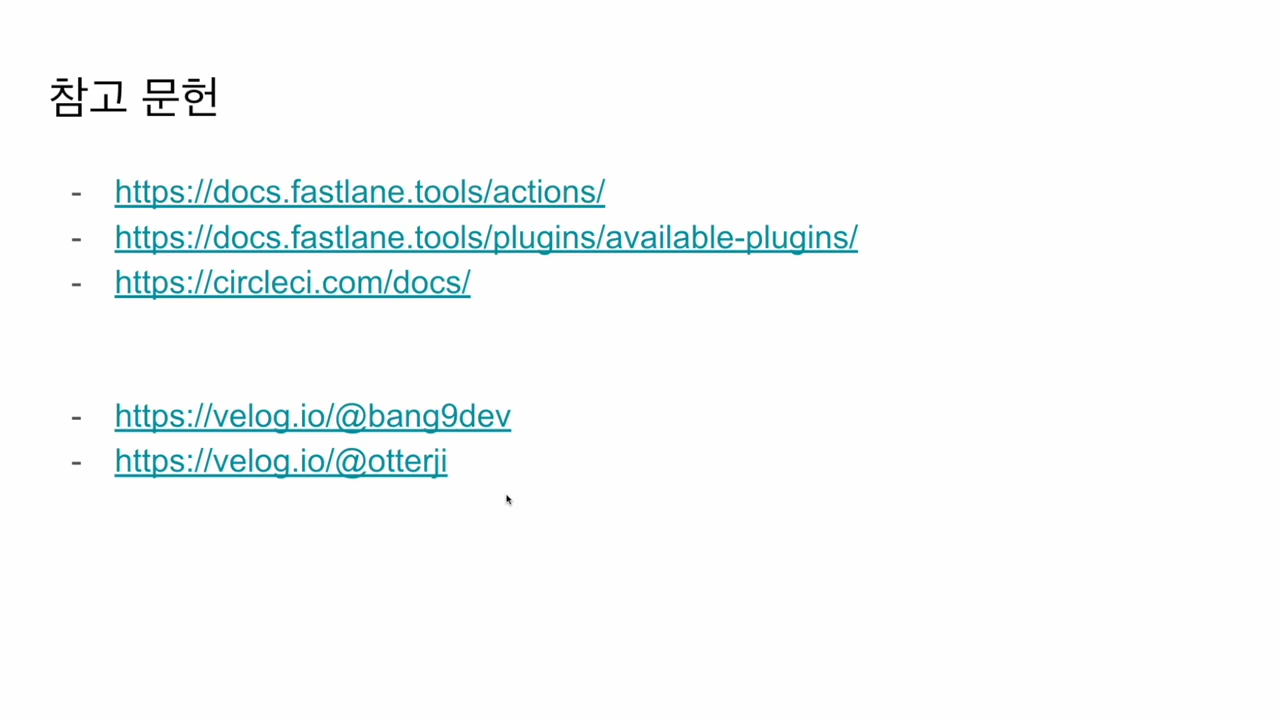 참고 문헌
- https://docs.fastlane.tools/actions/
- https://docs.fastlane.tools/plugins/available-plugins/
- https://circleci.com/docs/
- https://velog.io/@bang9dev
- https://velog.io/@otterji